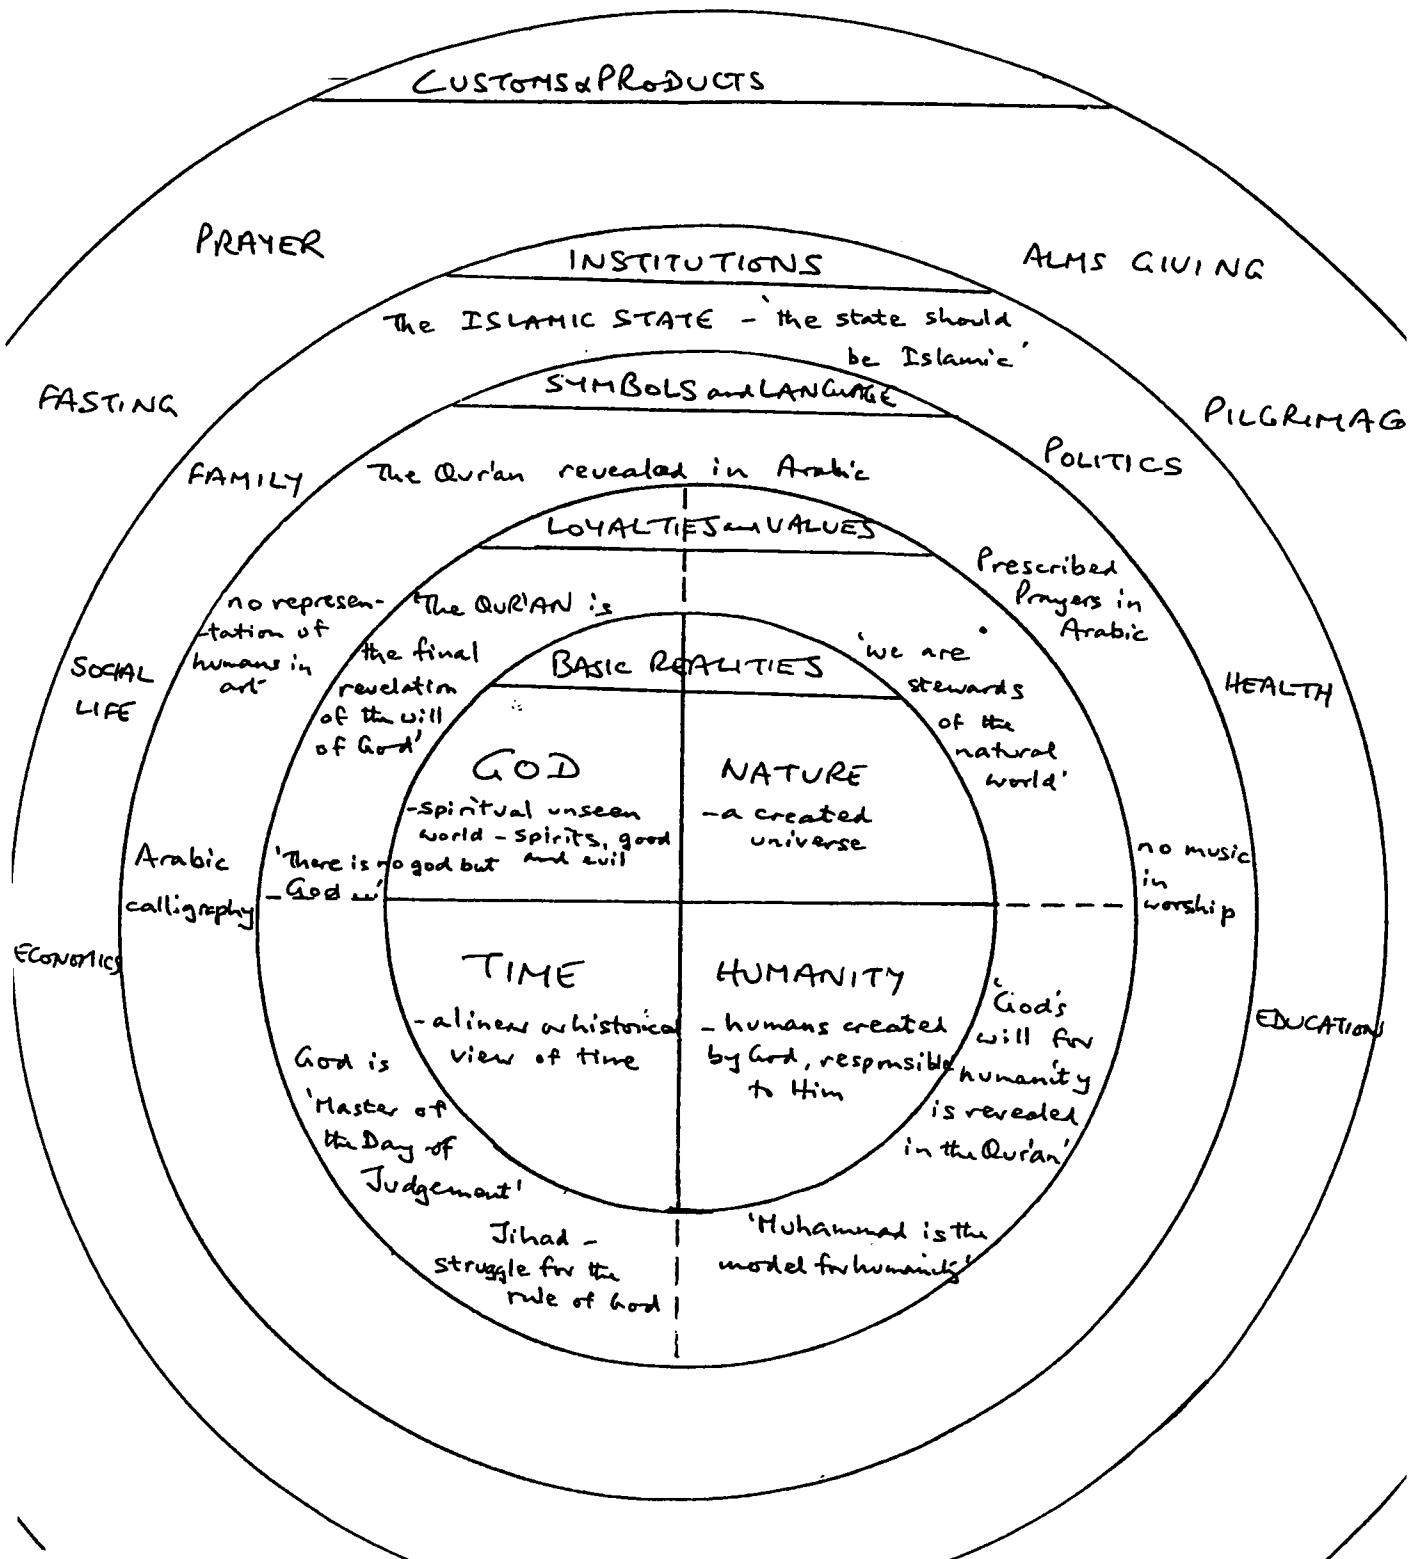 CUSTOMS & PRODUCTS
PRAYER
ALMS GIVING
FASTING
PILGRIMAG
INSTITUTIONS
The ISLAMIC STATE - 'the state should
be Islamic'
FAMILY
POLITICS
SOCIAL
LIFE
HEALTH
ECONOMICS
EDUCATION
SYMBOLS and LANGUAGE
The Qur'an revealed in Arabic
no represen-
-tation of
humans in
art
Prescribed
Prayers in
Arabic
Arabic
calligraphy
no music
in
worship
LOYALTIES and VALUES
'The QUR'AN is
the final
revelation
of the will
of God'
'we are
stewards
of the
natural
world'
'There is no god but
God ...'
God is
'Master of
the Day of
Judgement'
Jihad -
struggle for the
rule of God
'God's
will for
humanity
is revealed
in the Qur'an'
'Muhammad is the
model for humanity'
BASIC REALITIES
GOD
-spiritual unseen
world - spirits, good
and evil
NATURE
-a created
universe
TIME
-a linear or historical
view of time
HUMANITY
- humans created
by God, responsible
to Him